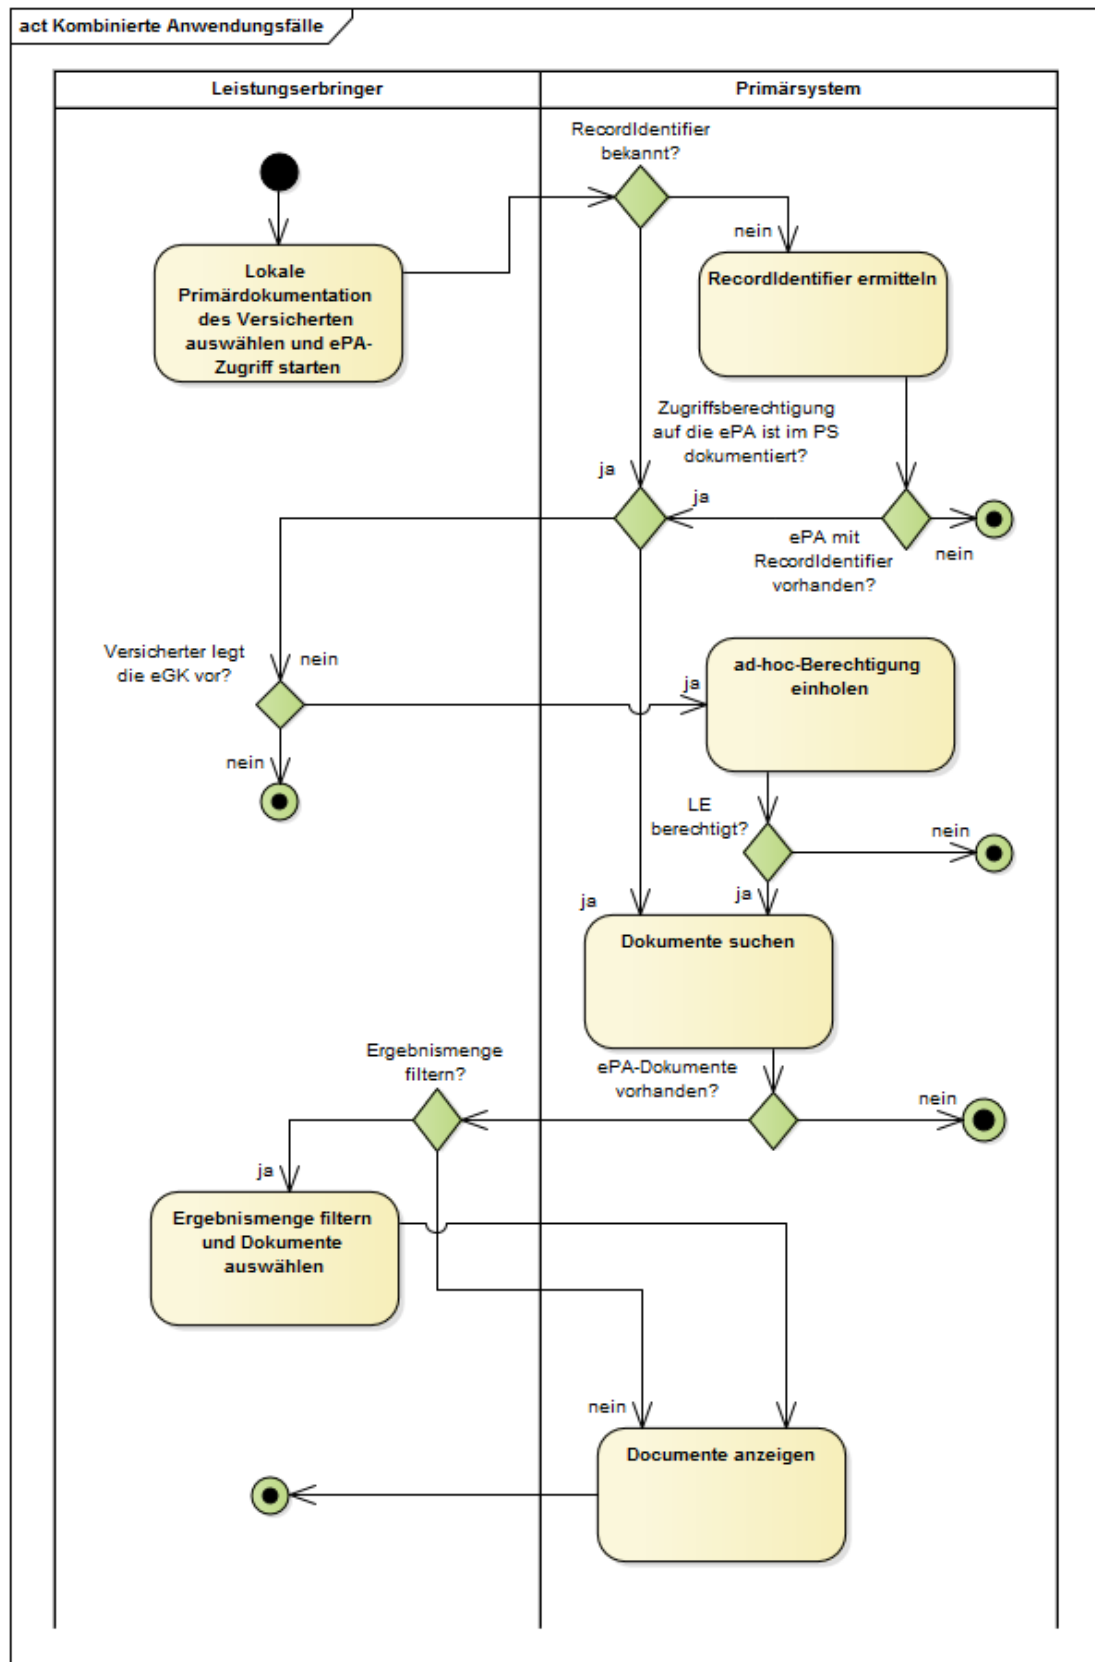 act Kombinierte Anwendungsfälle
Leistungserbringer
Primärsystem
RecordIdentifier
bekannt?
nein
Lokale
Primärdokumentation
des Versicherten
auswählen und ePA-
Zugriff starten
RecordIdentifier ermitteln
Zugriffsberechtigung
auf die ePA ist im PS
dokumentiert?
ja
ja
ePA mit
RecordIdentifier
vorhanden?
nein
Versicherter legt
die eGK vor?
nein
ja
ad-hoc-Berechtigung
einholen
nein
LE
berechtigt?
nein
ja
ja
Dokumente suchen
Ergebnismenge
filtern?
ePA-Dokumente
vorhanden?
nein
ja
Ergebnismenge filtern
und Dokumente
auswählen
nein
Documente anzeigen